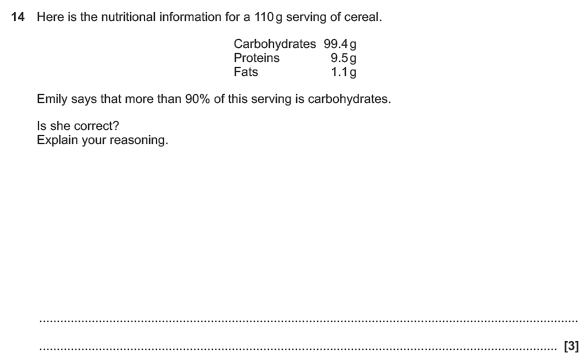 14 Here is the nutritional information for a 110 g serving of cereal.
Carbohydrates 99.4 g
Proteins 9.5 g
Fats 1.1 g
Emily says that more than 90% of this serving is carbohydrates.
Is she correct?
Explain your reasoning.
[3]